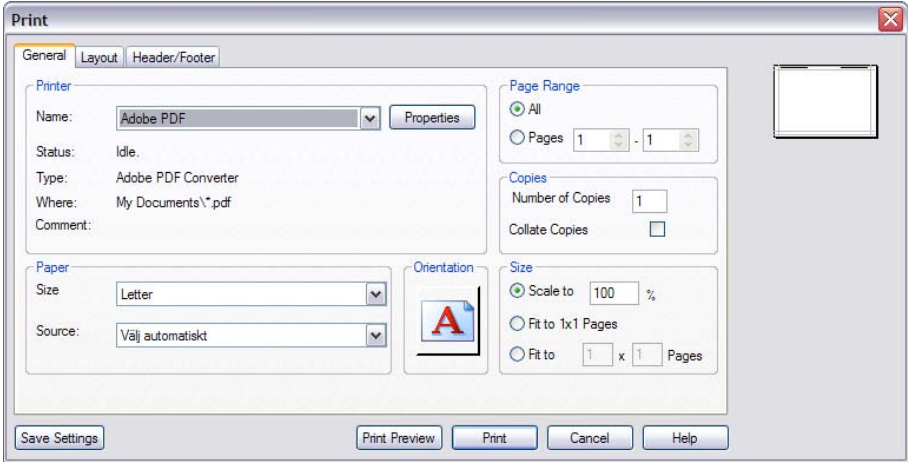 Print
General Layout Header/Footer
Printer
Name: Adobe PDF Properties
Status: Idle.
Type: Adobe PDF Converter
Where: My Documents\*.pdf
Comment:
Page Range
All
Pages 1 - 1
Copies
Number of Copies 1
Collate Copies
Paper
Size Letter
Source: Välj automatiskt
Orientation
A
Size
Scale to 100 %
Fit to 1x1 Pages
Fit to 1 x 1 Pages
Save Settings Print Preview Print Cancel Help